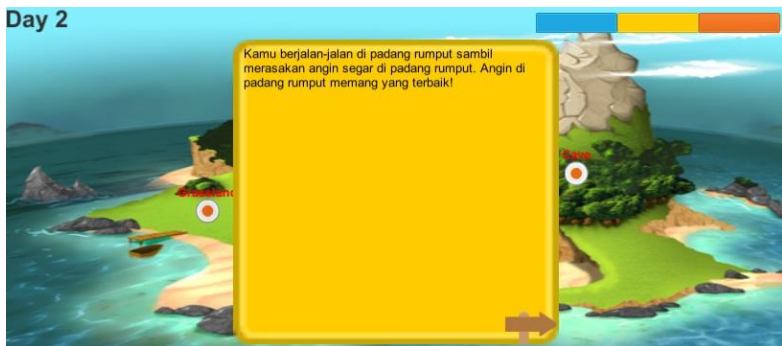 Day 2
Kamu berjalan-jalan di padang rumput sambil
merasakan angin segar di padang rumput. Angin di
padang rumput memang yang terbaik!
Cave